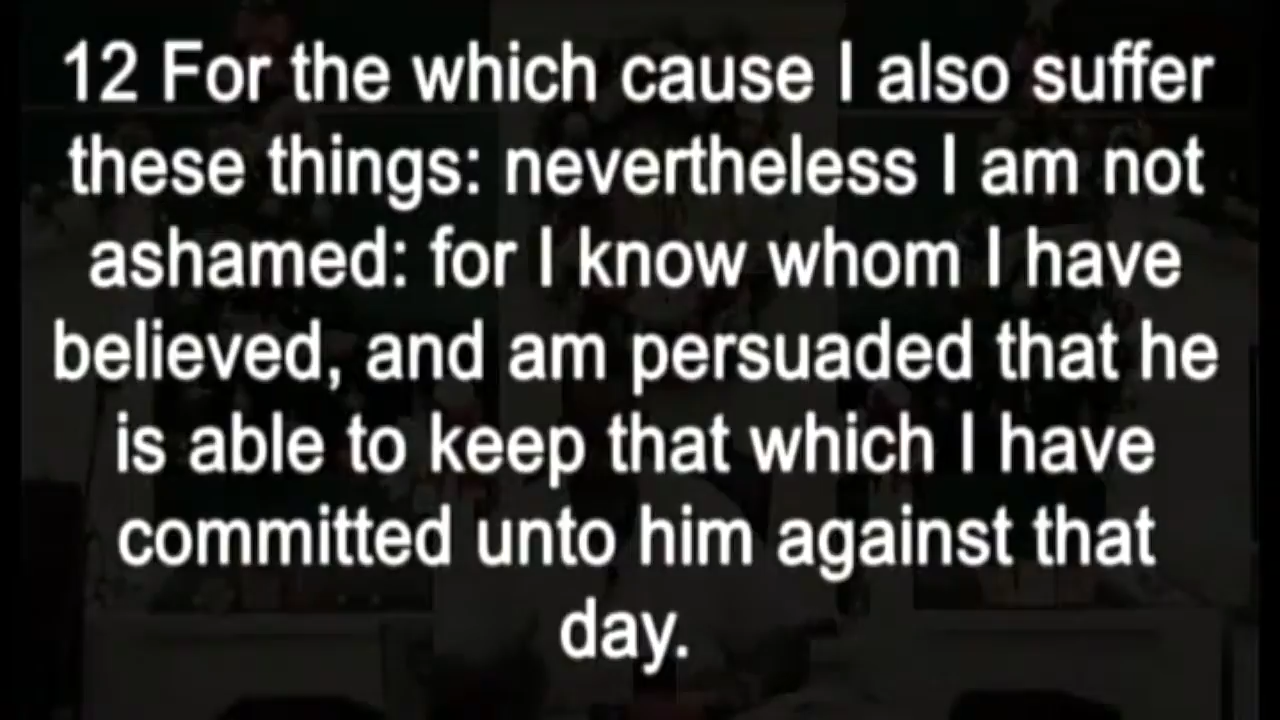 12 For the which cause I also suffer
these things: nevertheless I am not
ashamed: for I know whom I have
believed, and am persuaded that he
is able to keep that which I have
committed unto him against that
day.